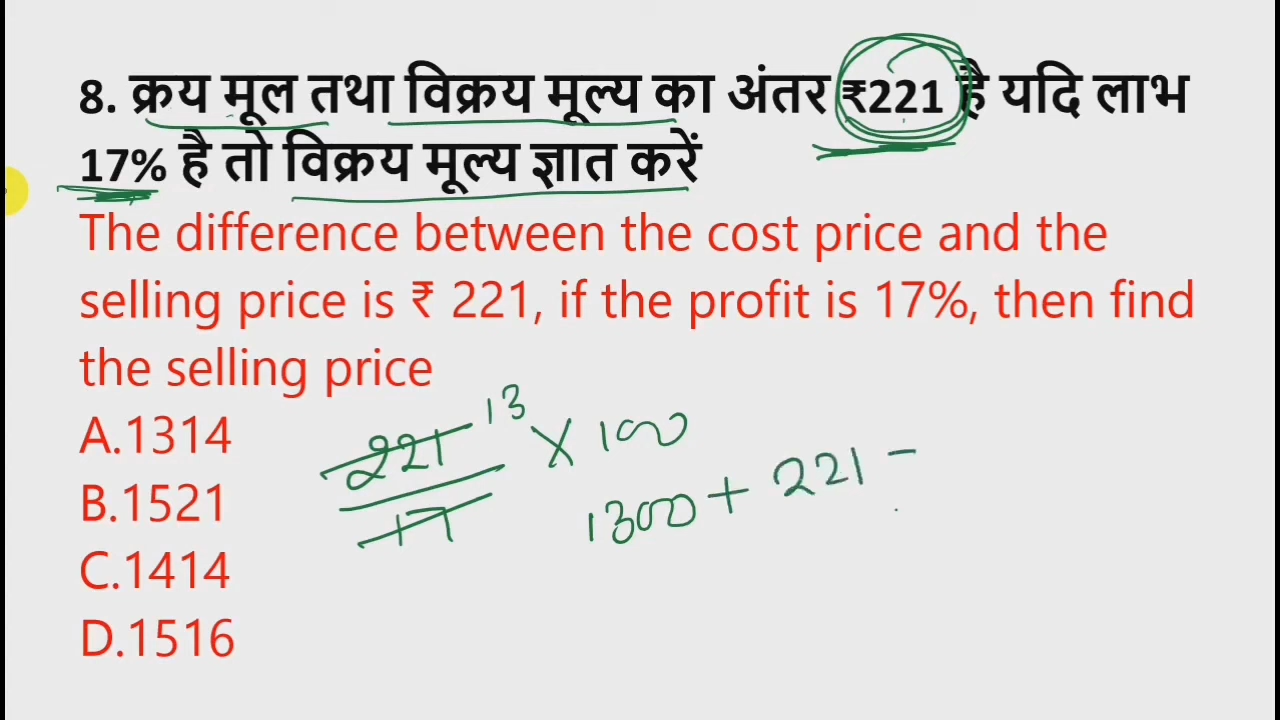 8. क्रय मूल तथा विक्रय मूल्य का अंतर ₹221 है यदि लाभ
17% है तो विक्रय मूल्य ज्ञात करें
The difference between the cost price and the
selling price is ₹ 221, if the profit is 17%, then find
the selling price
A.1314
B.1521
C.1414
D.1516
13
221 × 100
17
1300 + 221 =